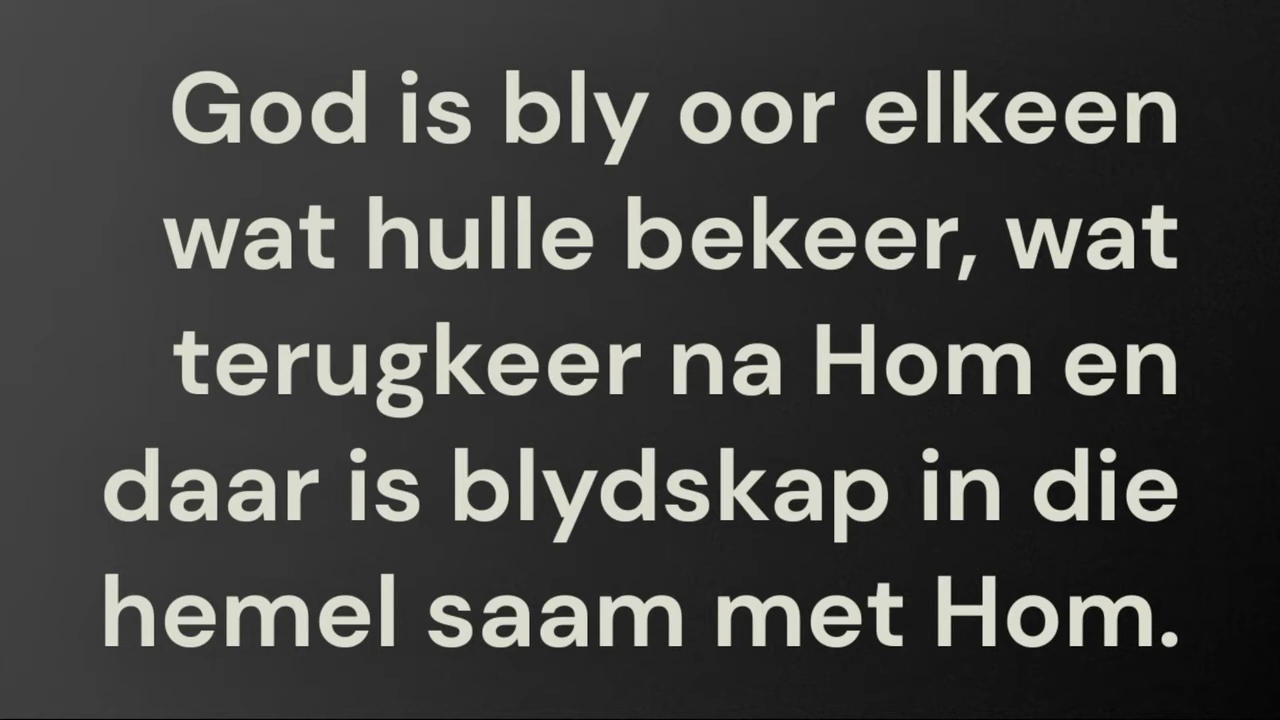 God is bly oor elkeen
wat hulle bekeer, wat
terugkeer na Hom en
daar is blydskap in die
hemel saam met Hom.